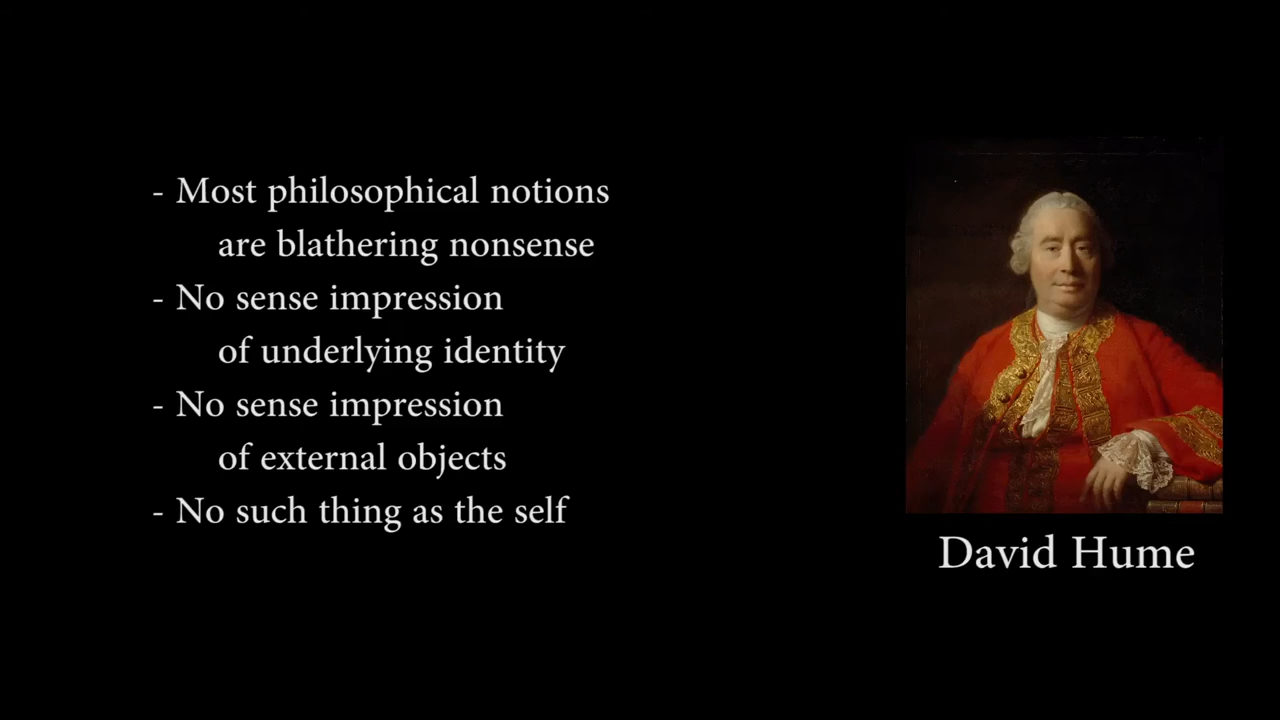 - Most philosophical notions
are blathering nonsense
- No sense impression
of underlying identity
- No sense impression
of external objects
- No such thing as the self
David Hume